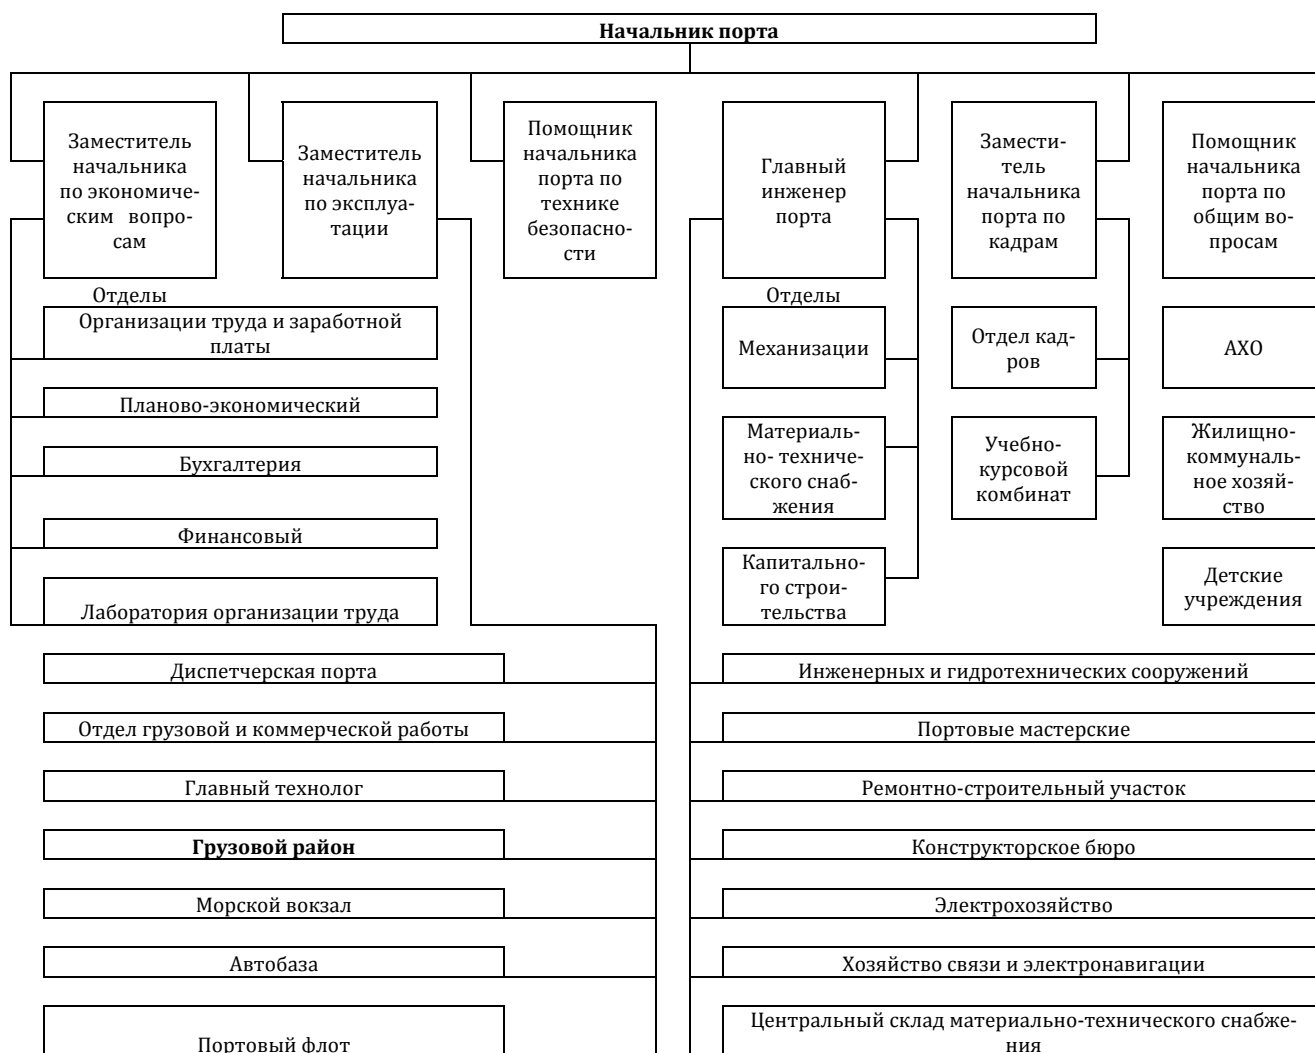 Начальник порта
Заместитель
начальника
по экономиче-
ским вопро-
сам
Заместитель
начальника
по эксплуа-
тации
Помощник
начальника
порта по
технике
безопасно-
сти
Главный
инженер
порта
Замести-
тель
начальника
порта по
кадрам
Помощник
начальника
порта по
общим во-
просам
Отделы
Организации труда и заработной
платы
Планово-экономический
Бухгалтерия
Финансовый
Лаборатория организации труда
Отделы
Механизации
Материаль-
но- техниче-
ского снаб-
жения
Капитально-
го строи-
тельства
Отдел кад-
ров
Учебно-
курсовой
комбинат
АХО
Жилищно-
коммуналь-
ное хозяй-
ство
Детские
учреждения
Диспетчерская порта
Отдел грузовой и коммерческой работы
Главный технолог
Грузовой район
Морской вокзал
Автобаза
Портовый флот
Инженерных и гидротехнических сооружений
Портовые мастерские
Ремонтно-строительный участок
Конструкторское бюро
Электрохозяйство
Хозяйство связи и электронавигации
Центральный склад материально-технического снабже-
ния